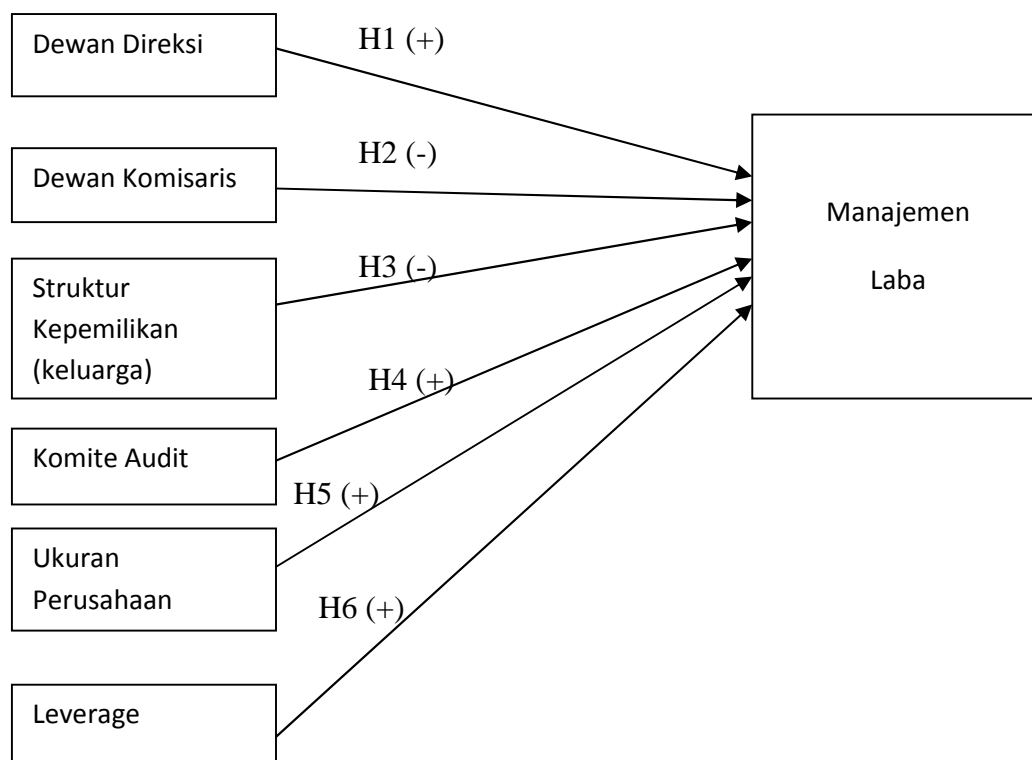 Dewan Direksi
H1 (+)
Dewan Komisaris
H2 (-)
Struktur
Kepemilikan
(keluarga)
H3 (-)
Komite Audit
H4 (+)
Ukuran
Perusahaan
H5 (+)
Leverage
H6 (+)
Manajemen
Laba